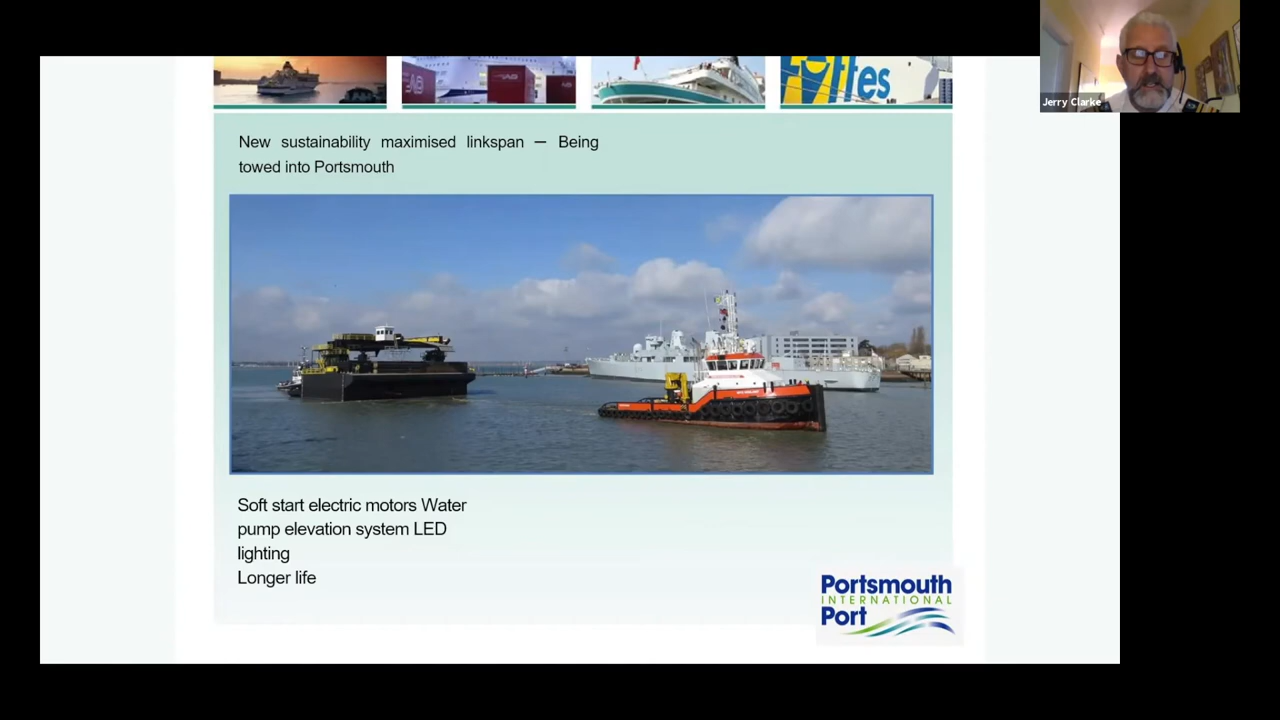 ttes
Jerry Clarke
New sustainability maximised linkspan — Being
towed into Portsmouth
Soft start electric motors Water
pump elevation system LED
lighting
Longer life
Portsmouth
INTERNATIONAL
Port